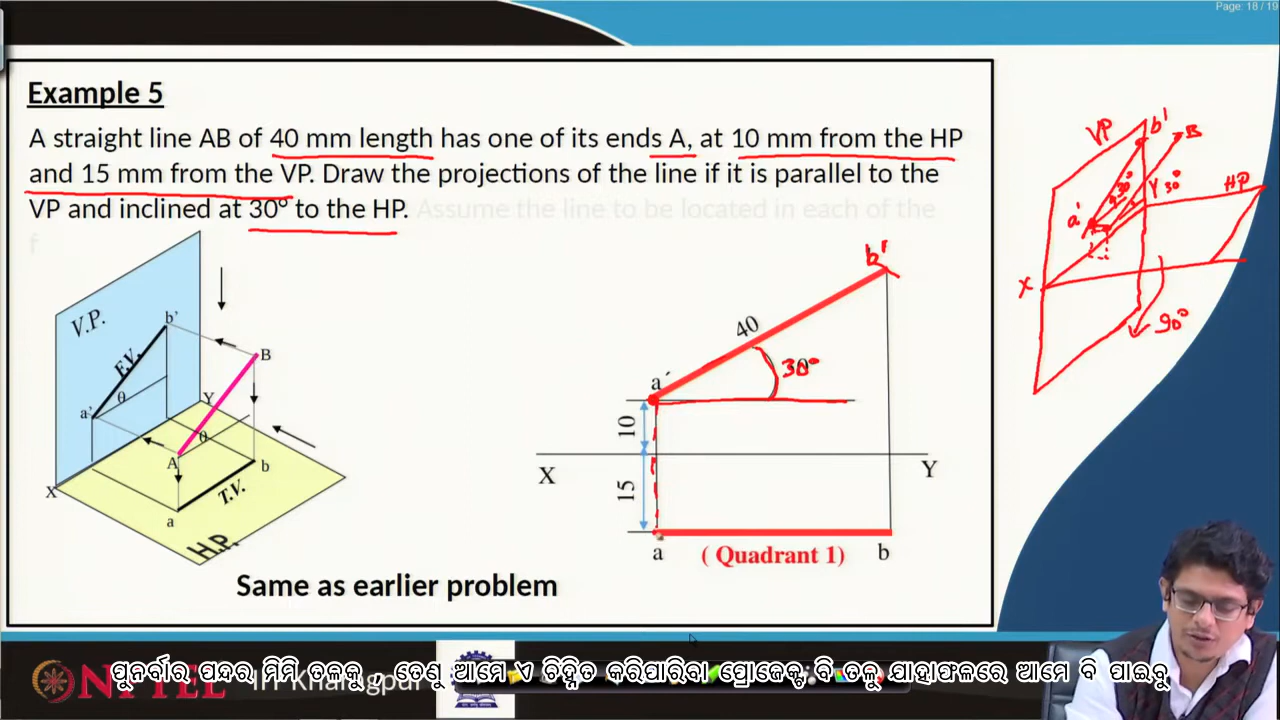 Page: 18 / 19
Example 5
A straight line AB of 40 mm length has one of its ends A, at 10 mm from the HP
and 15 mm from the VP. Draw the projections of the line if it is parallel to the
VP and inclined at 30° to the HP. Assume the line to be located in each of the
f
V.P.
F.V.
b'
B
a'
θ
Y
θ
A
b
X
T.V.
a
H.P.
b'
40
a´
30°
10
X
Y
15
a
( Quadrant 1)
b
VP
b'
B
30°
Y 30°
HP
a'
X
90°
Same as earlier problem
ପୁନର୍ବାର ପନ୍ଦର ମିମି ତଳକୁ , ତେଣୁ ଆମେ ଏ ଚିହ୍ନିତ କରିପାରିବା ପ୍ରୋଜେକ୍ଟ ବି ତଳୁ ଯାହାଫଳରେ ଆମେ ବି ପାଇବୁ
NPTEL IIT Kharagpur